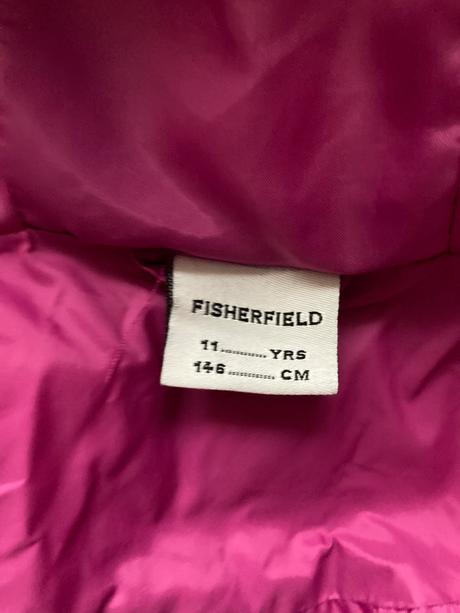 FISHERFIELD
11............ YRS
146 ............ CM